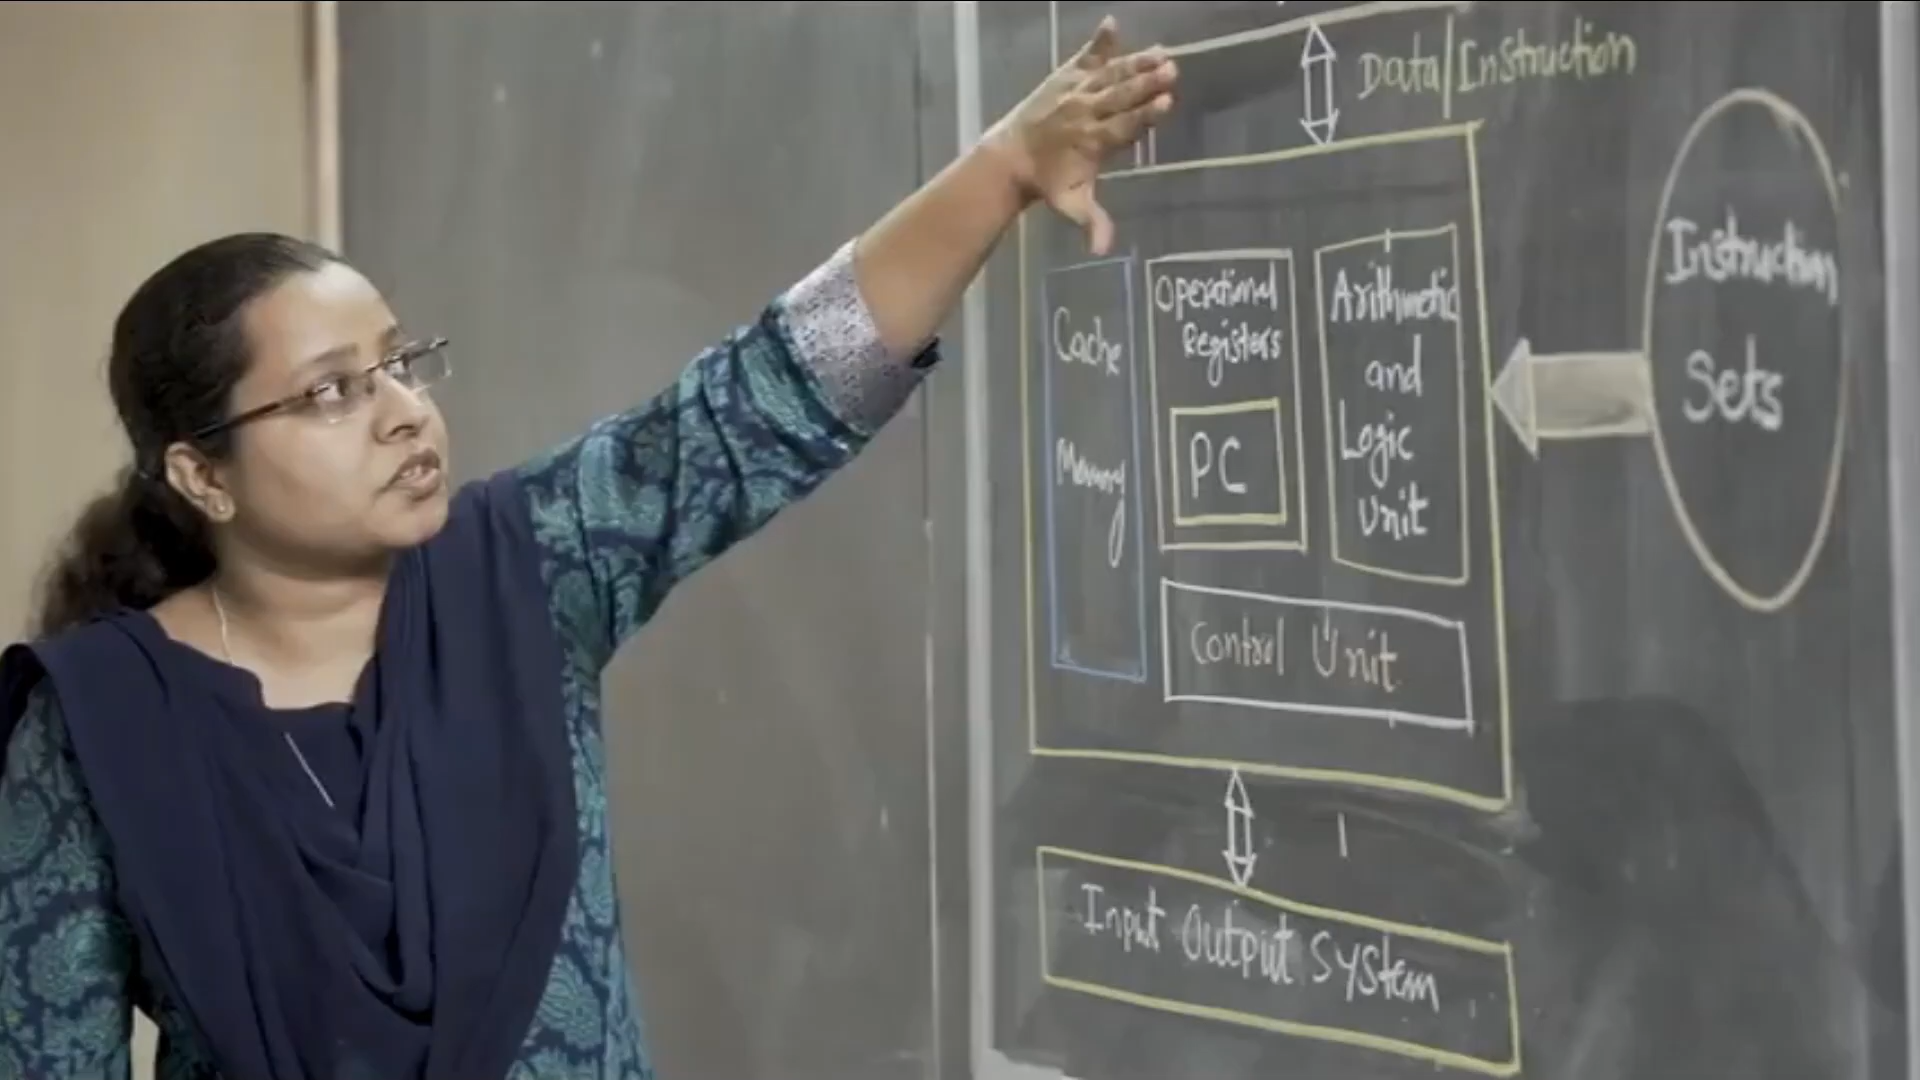 Data/Instruction
Cache
Memory
Operational
Registers
PC
Arithmetic
and
Logic
Unit
Control Unit
Instruction
Sets
Input Output System